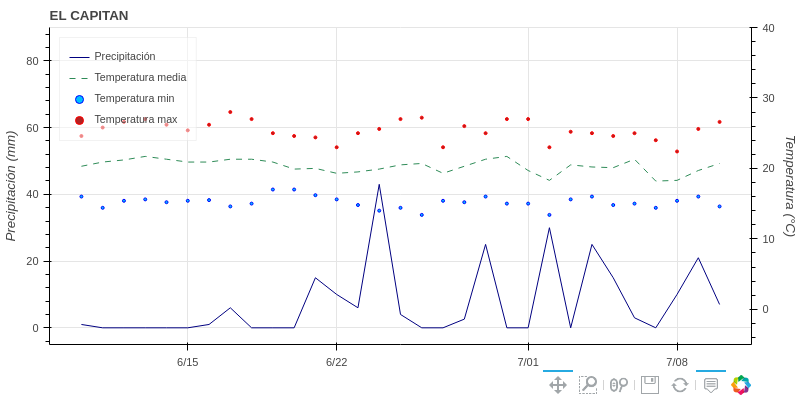 EL CAPITAN
Precipitación
Temperatura media
Temperatura min
Temperatura max
Precipitación (mm)
80
60
40
20
0
Temperatura (°C)
40
30
20
10
0
6/15
6/22
7/01
7/08